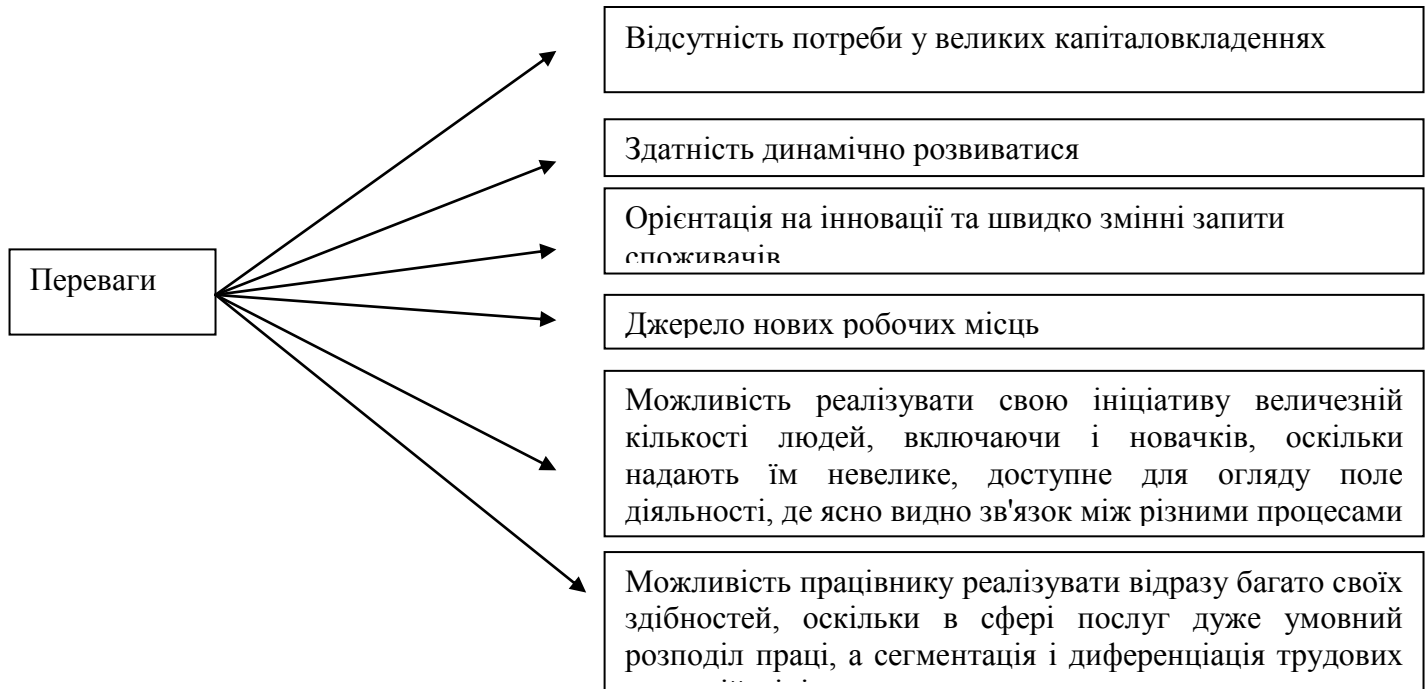 Відсутність потреби у великих капіталовкладеннях
Здатність динамічно розвиватися
Орієнтація на інновації та швидко змінні запити
споживачів
Переваги
Джерело нових робочих місць
Можливість реалізувати свою ініціативу величезній
кількості людей, включаючи і новачків, оскільки
надають їм невелике, доступне для огляду поле
діяльності, де ясно видно зв'язок між різними процесами
Можливість працівнику реалізувати відразу багато своїх
здібностей, оскільки в сфері послуг дуже умовний
розподіл праці, а сегментація і диференціація трудових